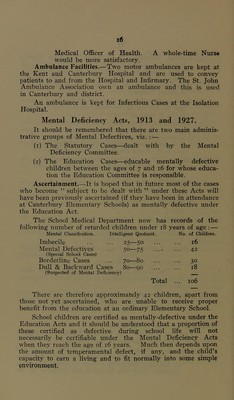 16
Medical Officer of Health. A whole-time Nurse
would be more satisfactory.
Ambulance Facilities.—Two motor ambulances are kept at
the Kent and Canterbury Hospital and are used to convey
patients to and from the Hospital and Infirmary. The St. John
Ambulance Association own an ambulance and this is used
in Canterbury and district.
An ambulance is kept for Infectious Cases at the Isolation
Hospital.
Mental Deficiency Acts, 1913 and 1927.
It should be remembered that there are two main adminis-
trative groups of Mental Defectives, viz. :—
(1) The Statutory Cases—dealt with by the Mental
Deficiency Committee.
(2) The Education Cases—educable mentally defective
children between the ages of 7 and 16 for whose educa-
tion the Education Committee is responsible.
Ascertainment.—It is hoped that in future most of the cases
who become “ subject to be dealt with ” under these Acts will
have been previously ascertained (if they have been in attendance
at Canterbury Elementary Schools) as mentally defective under
the Education Act.
The School Medical Department now has records of the
following number of retarded children under 18 years of age :—
Mental Classification. Intelligent Quotient. No. of Children.
Imbecile ... ... 25—50 ... ... 16
Mental Defectives 50—75 ... ... 42
(Special School Cases)
Borderline Cases 70—80 ... ... 30
Dull & Backward Cases 80—90 ... ... 18
(Suspected of Mental Deficiency)
Total ... 106
There are therefore approximately 42 children, apart from
those not yet ascertained, who are unable to receive proper
benefit from the education at an ordinary Elementary School.
School children are certified as mentally-defective under the
Education Acts and it should be understood that a proportion of
these certified as defective during school life will not
necessarily be certifiable under the Mental Deficiency Acts
when they reach the age of 16 years. Much then depends upon
the amount of temperamental defect, if any, and the child's
capacity to earn a living and to fit normally into some simple
environment.